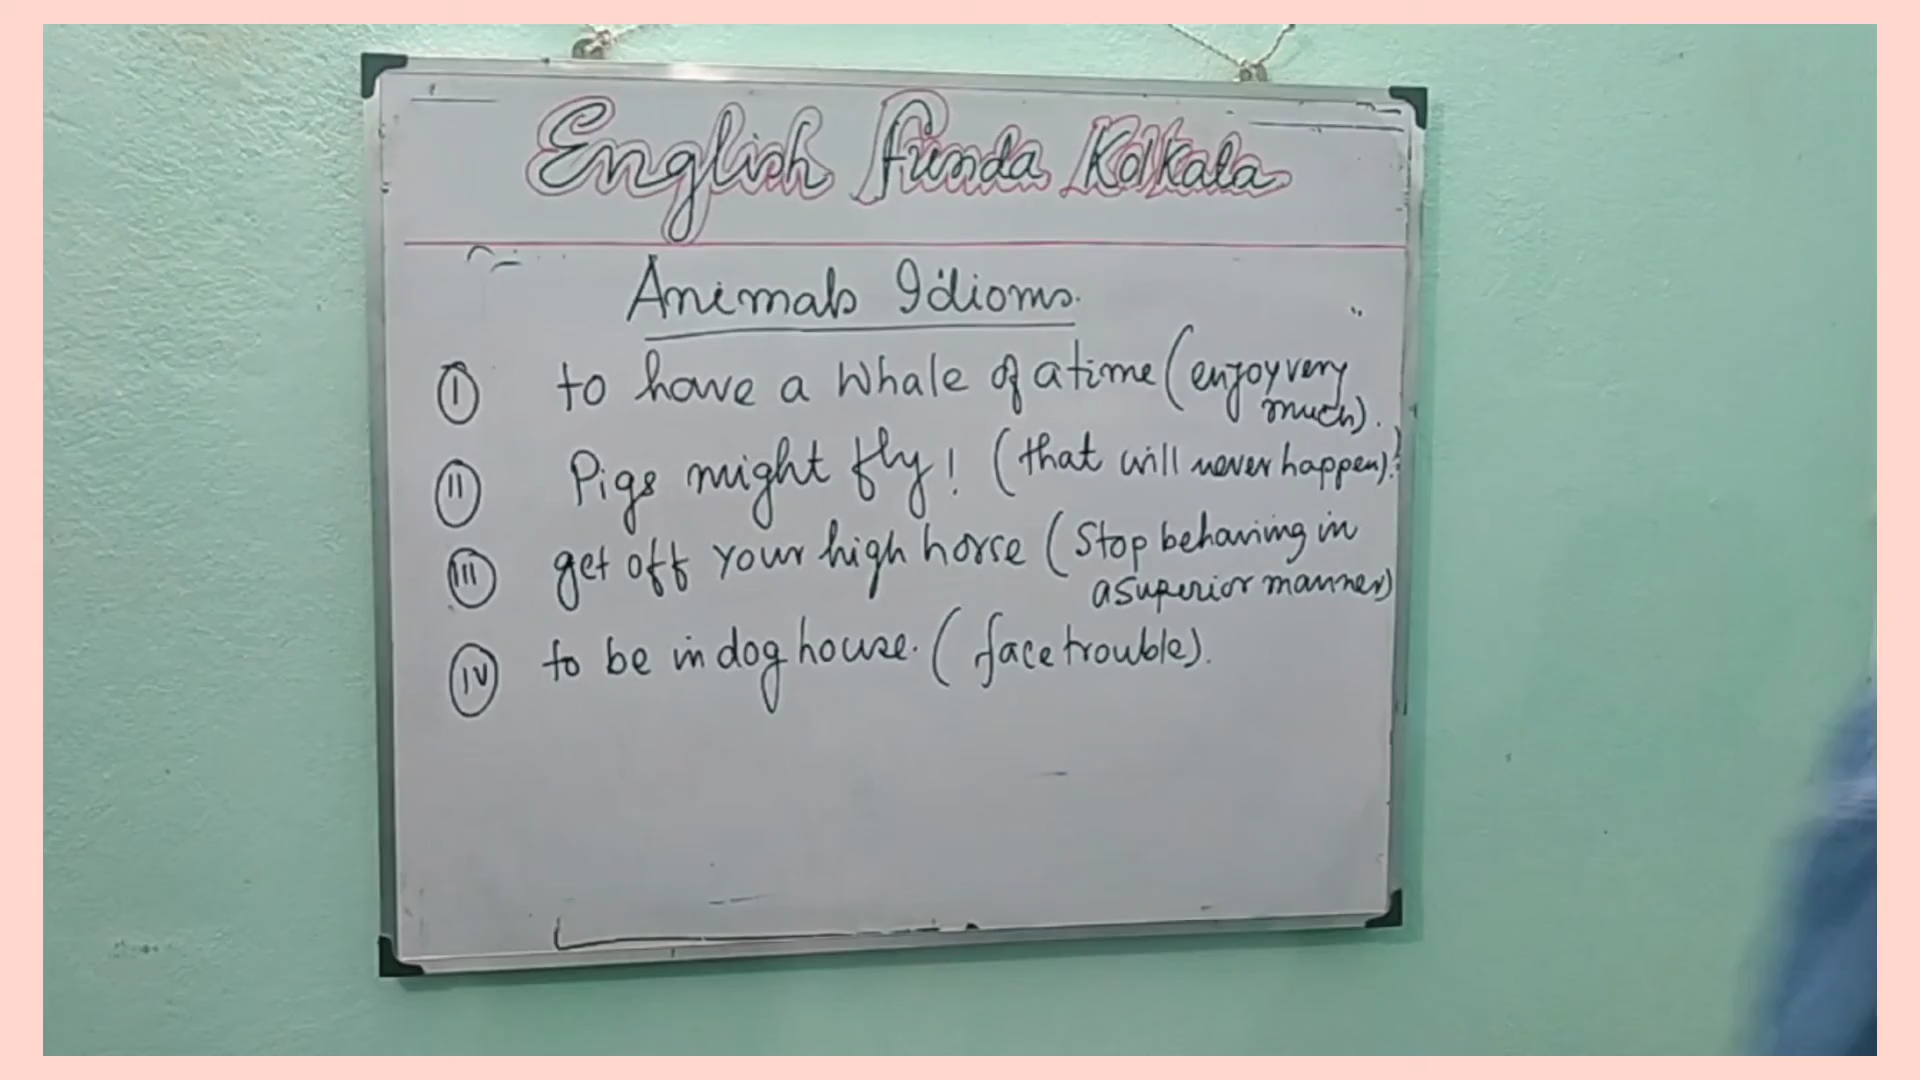 English Funda Kolkata
Animals Idioms.
I to have a whale of a time (enjoy very
much).
II Pigs might fly! (that will never happen).
III get off your high horse (Stop behaving in
a superior manner)
IV to be in dog house. (face trouble).